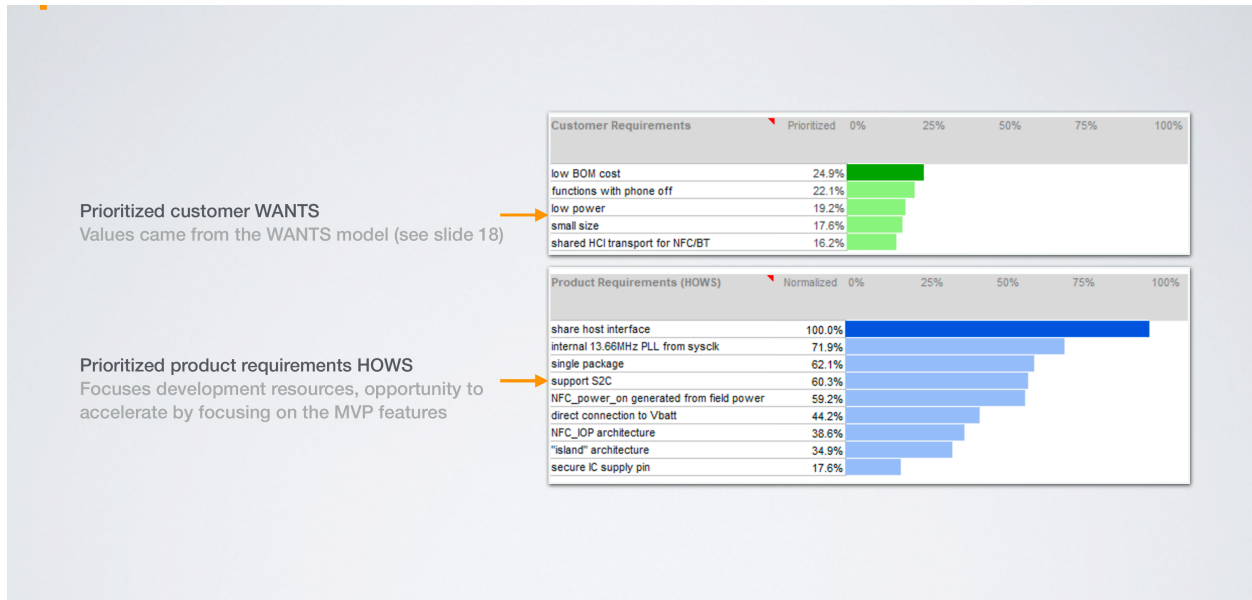 Prioritized customer WANTS
Values came from the WANTS model (see slide 18)
Customer Requirements Prioritized 0% 25% 50% 75% 100%
low BOM cost 24.9%
functions with phone off 22.1%
low power 19.2%
small size 17.6%
shared HCI transport for NFC/BT 16.2%
Prioritized product requirements HOWS
Focuses development resources, opportunity to
accelerate by focusing on the MVP features
Product Requirements (HOWS) Normalized 0% 25% 50% 75% 100%
share host interface 100.0%
internal 13.66MHz PLL from sysclk 71.9%
single package 62.1%
support S2C 60.3%
NFC_power_on generated from field power 59.2%
direct connection to Vbatt 44.2%
NFC_IOP architecture 38.6%
"island" architecture 34.9%
secure IC supply pin 17.6%